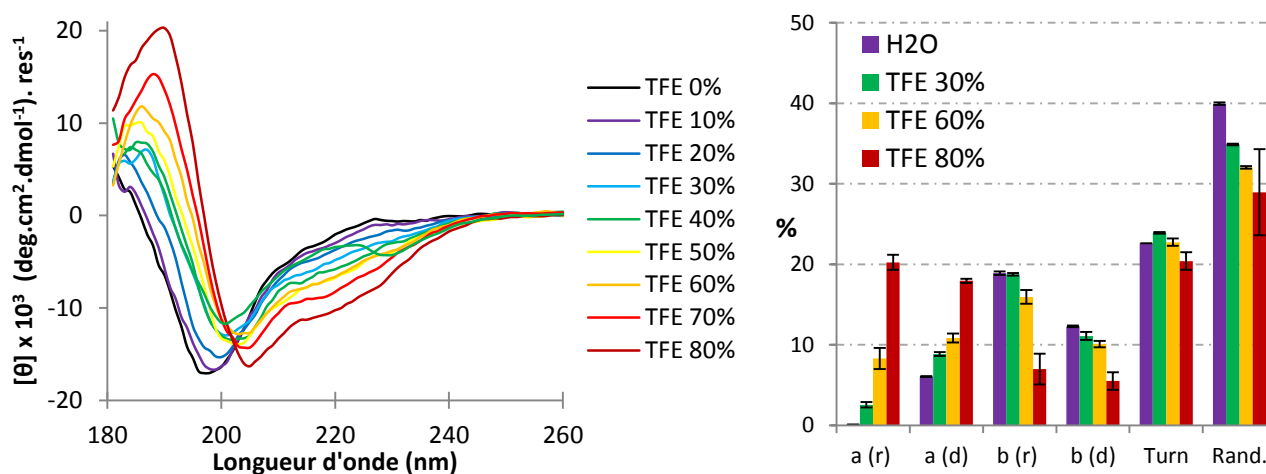 [θ] x 10³ (deg.cm².dmol⁻¹). res⁻¹
20
10
0
-10
-20
180
200
220
240
260
Longueur d'onde (nm)
TFE 0%
TFE 10%
TFE 20%
TFE 30%
TFE 40%
TFE 50%
TFE 60%
TFE 70%
TFE 80%
%
50
40
30
20
10
0
H2O
TFE 30%
TFE 60%
TFE 80%
a (r)
a (d)
b (r)
b (d)
Turn
Rand.